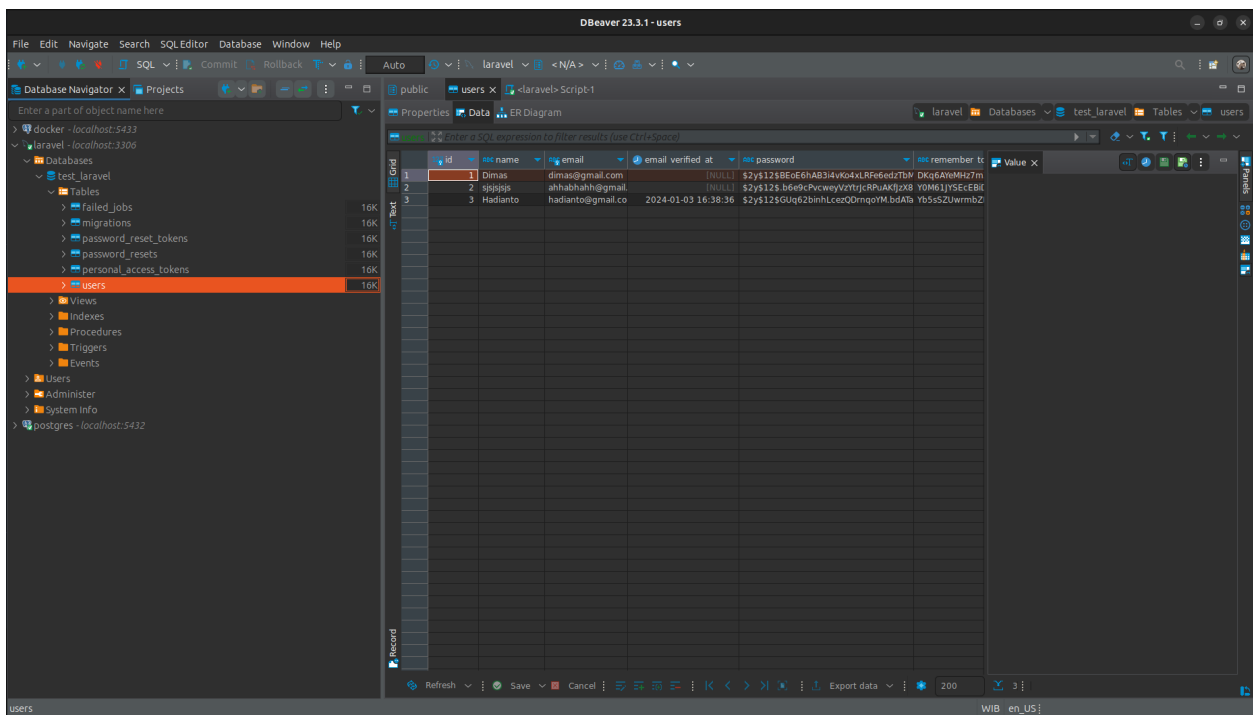 DBeaver 23.3.1 - users
File Edit Navigate Search SQL Editor Database Window Help
SQL Commit Rollback Auto laravel < N/A >
Database Navigator Projects
Enter a part of object name here
docker - localhost:5433
laravel - localhost:3306
Databases
test_laravel
Tables
failed_jobs 16K
migrations 16K
password_reset_tokens 16K
password_resets 16K
personal_access_tokens 16K
users 16K
Views
Indexes
Procedures
Triggers
Events
Users
Administer
System Info
postgres - localhost:5432
public users <laravel> Script-1
Properties Data ER Diagram laravel Databases test_laravel Tables users
Enter a SQL expression to filter results (use Ctrl+Space)
Grid
Text
Record
id name email email verified at password remember to
1 1 Dimas dimas@gmail.com [NULL]
2 2 sjsjsjsjs ahhabhahh@gmail. [NULL]
3 3 Hadianto hadianto@gmail.co 2024-01-03 16:38:36
Value
Panels
Refresh Save Cancel Export data 200 3
users WIB en_US